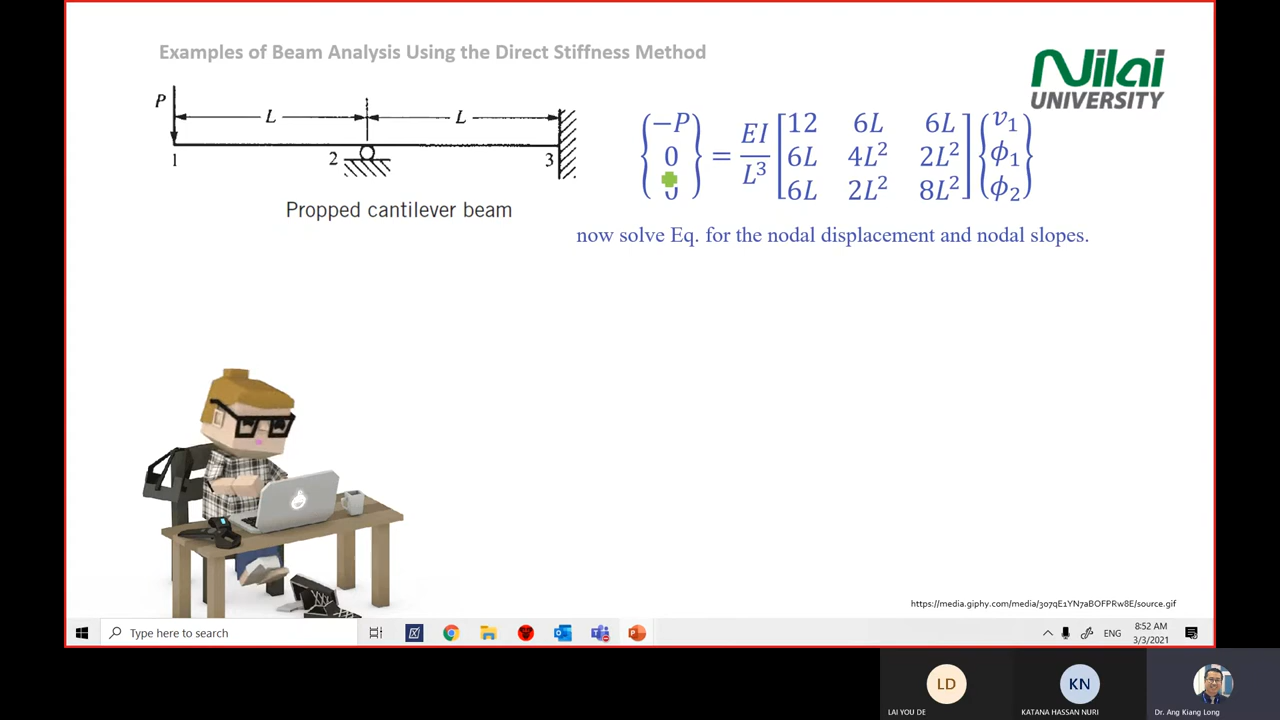 Examples of Beam Analysis Using the Direct Stiffness Method
Nilai
UNIVERSITY
P
L
L
1
2
3
Propped cantilever beam
{−P, 0, 0} = EI/L³ [12 6L 6L; 6L 4L² 2L²; 6L 2L² 8L²] {v₁, ϕ₁, ϕ₂}
now solve Eq. for the nodal displacement and nodal slopes.
https://media.giphy.com/media/3o7qE1YN7aBOFPRw8E/source.gif
Type here to search
ENG
8:52 AM
3/3/2021
LD
KN
LAI YOU DE
KATANA HASSAN NURI
Dr. Ang Kiang Long